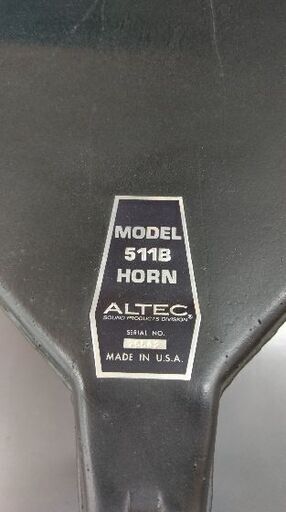 MODEL
511B
HORN
ALTEC®
SOUND PRODUCTS DIVISION
SERIAL NO.
MADE IN U.S.A.